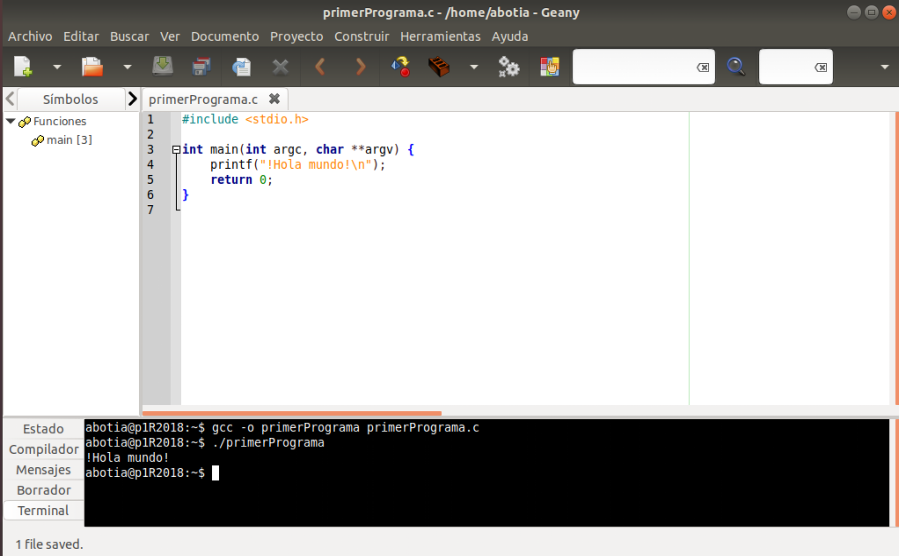 primerPrograma.c - /home/abotia - Geany
Archivo Editar Buscar Ver Documento Proyecto Construir Herramientas Ayuda
Símbolos
primerPrograma.c
Funciones
main [3]
1 #include <stdio.h>
2
3 int main(int argc, char **argv) {
4     printf("!Hola mundo!\n");
5     return 0;
6 }
7
Estado
Compilador
Mensajes
Borrador
Terminal
abotia@p1R2018:~$ gcc -o primerPrograma primerPrograma.c
abotia@p1R2018:~$ ./primerPrograma
!Hola mundo!
abotia@p1R2018:~$
1 file saved.